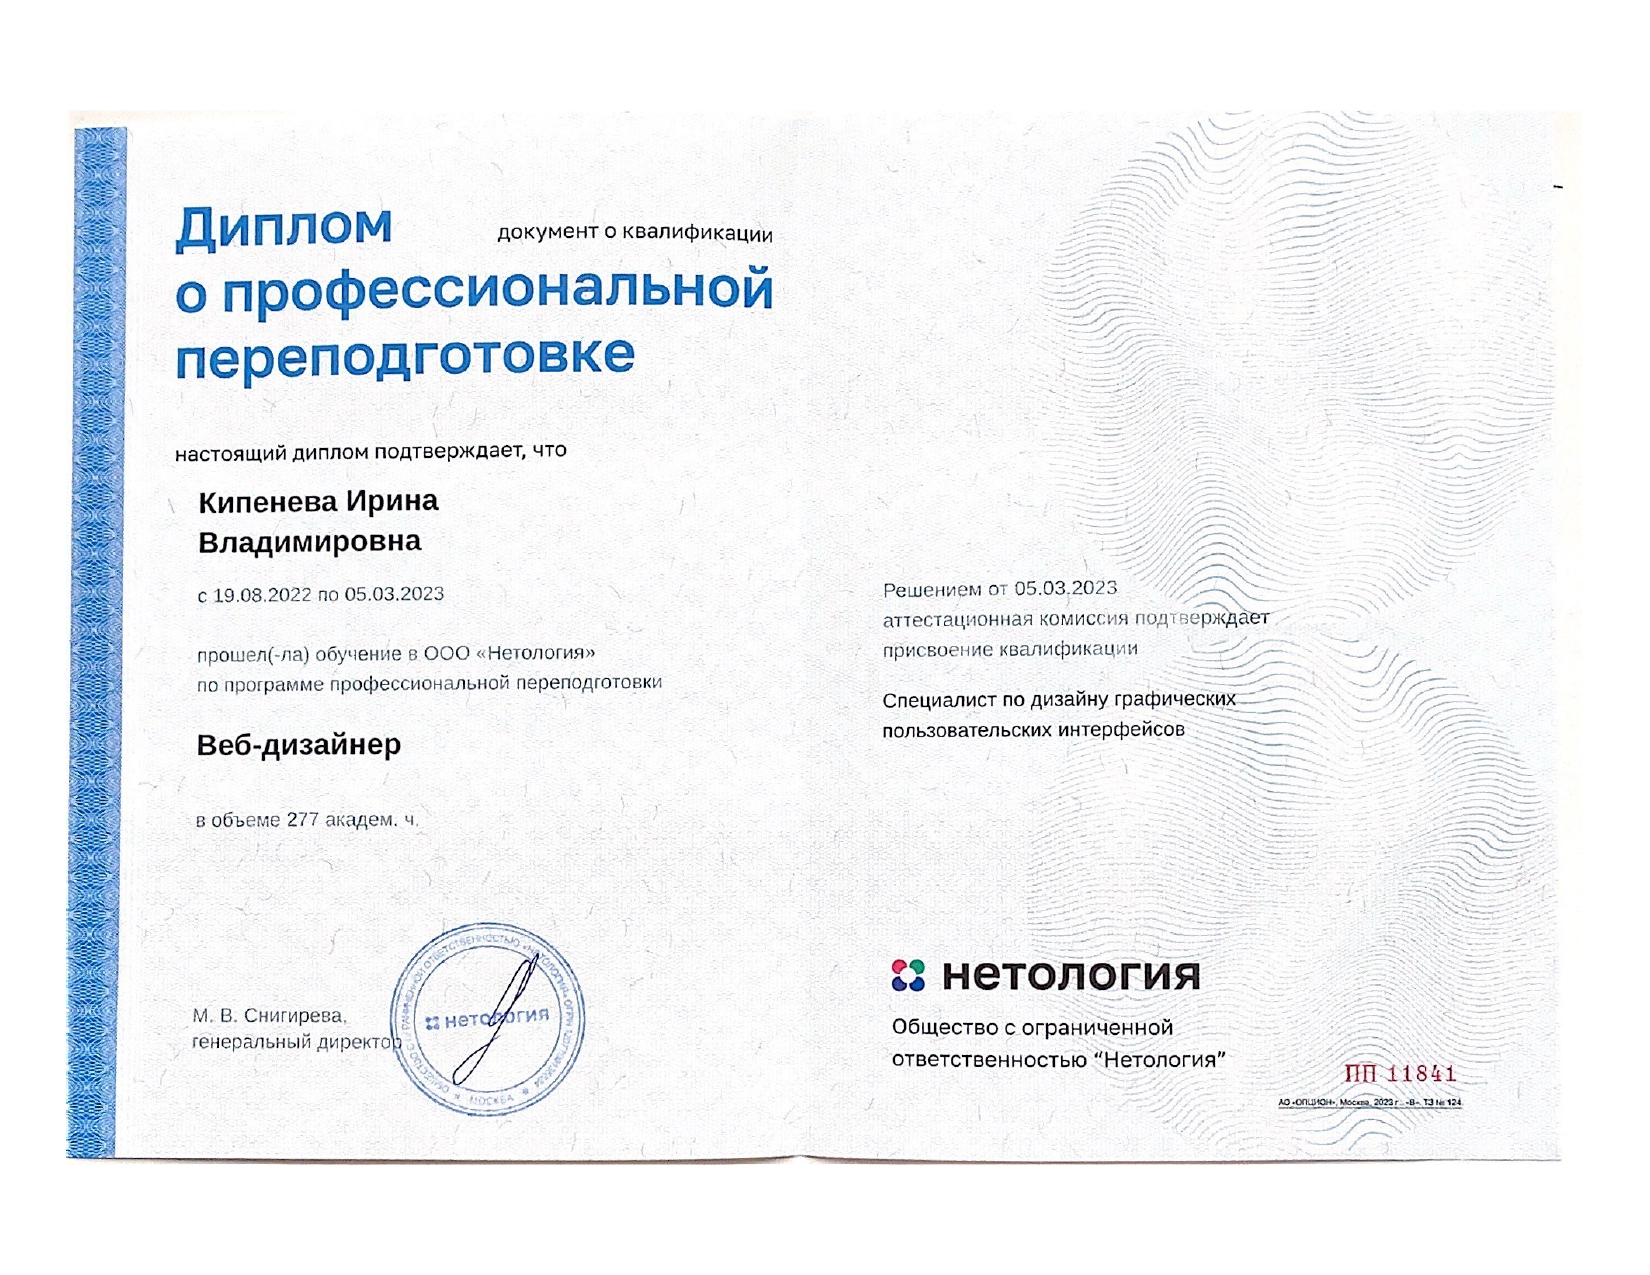 Диплом
документ о квалификации
о профессиональной
переподготовке
настоящий диплом подтверждает, что
Кипенева Ирина
Владимировна
с 19.08.2022 по 05.03.2023
прошел(-ла) обучение в ООО «Нетология»
по программе профессиональной переподготовки
Веб-дизайнер
в объеме 277 академ. ч.
М. В. Снигирева,
генеральный директор
нетология
МОСКВА
Решением от 05.03.2023
аттестационная комиссия подтверждает
присвоение квалификации
Специалист по дизайну графических
пользовательских интерфейсов
нетология
Общество с ограниченной
ответственностью “Нетология”
ПП 11841
АО «ОПЦИОН», Москва, 2023 г., «В». ТЗ № 124.